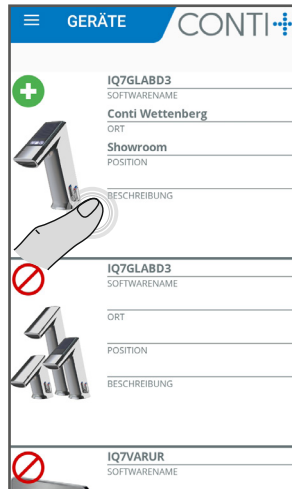 GERÄTE
CONTI+
IQ7GLABD3
SOFTWARENAME
Conti Wettenberg
ORT
Showroom
POSITION
BESCHREIBUNG
IQ7GLABD3
SOFTWARENAME
ORT
POSITION
BESCHREIBUNG
IQ7VARUR
SOFTWARENAME